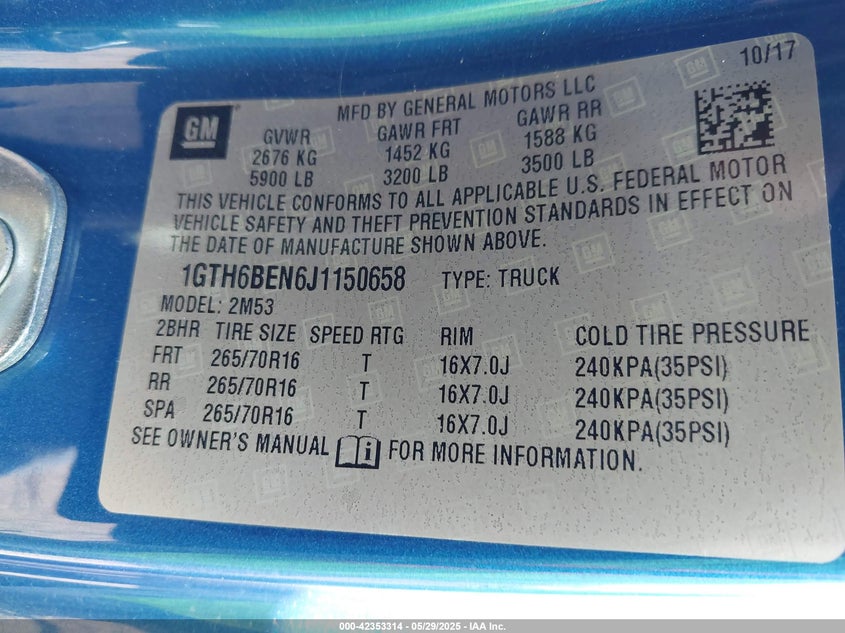 10/17
GM
MFD BY GENERAL MOTORS LLC
GVWR GAWR FRT GAWR RR
2676 KG 1452 KG 1588 KG
5900 LB 3200 LB 3500 LB
THIS VEHICLE CONFORMS TO ALL APPLICABLE U.S. FEDERAL MOTOR
VEHICLE SAFETY AND THEFT PREVENTION STANDARDS IN EFFECT ON
THE DATE OF MANUFACTURE SHOWN ABOVE.
1GTH6BEN6J1150658 TYPE: TRUCK
MODEL: 2M53
2BHR TIRE SIZE SPEED RTG RIM COLD TIRE PRESSURE
FRT 265/70R16 T 16X7.0J 240KPA(35PSI)
RR 265/70R16 T 16X7.0J 240KPA(35PSI)
SPA 265/70R16 T 16X7.0J 240KPA(35PSI)
SEE OWNER'S MANUAL i FOR MORE INFORMATION.
000-42353314 - 05/29/2025 - IAA Inc.